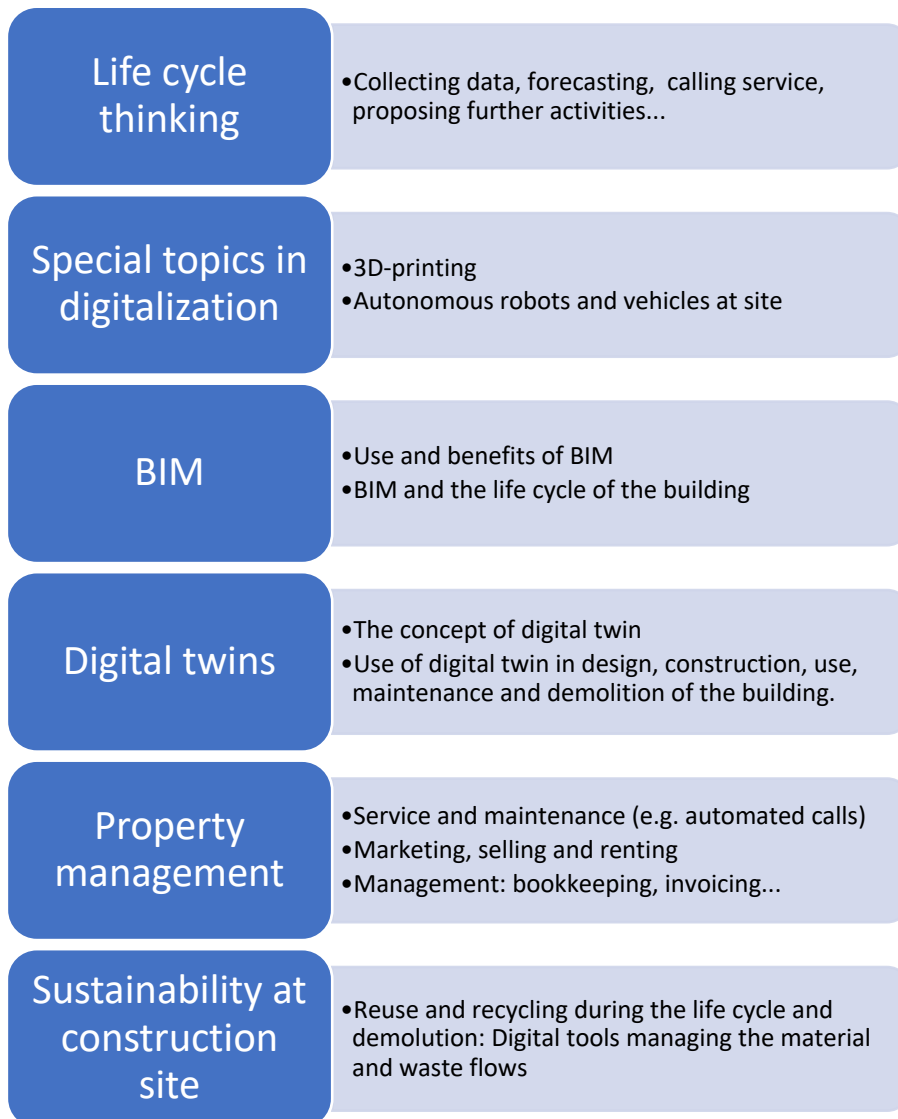 Life cycle
thinking
•Collecting data, forecasting,  calling service,
proposing further activities...
Special topics in
digitalization
•3D-printing
•Autonomous robots and vehicles at site
BIM
•Use and benefits of BIM
•BIM and the life cycle of the building
Digital twins
•The concept of digital twin
•Use of digital twin in design, construction, use,
maintenance and demolition of the building.
Property
management
•Service and maintenance (e.g. automated calls)
•Marketing, selling and renting
•Management: bookkeeping, invoicing...
Sustainability at
construction
site
•Reuse and recycling during the life cycle and
demolution: Digital tools managing the material
and waste flows